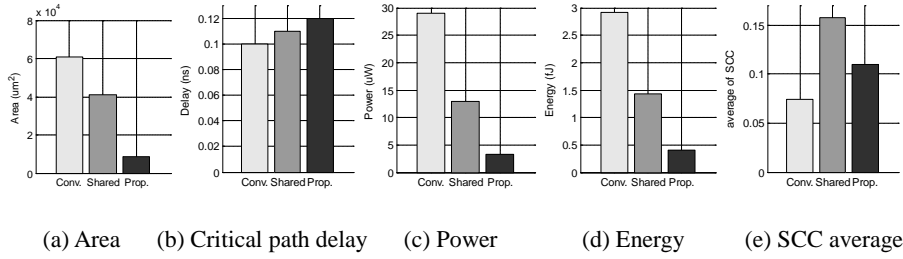 x 10^4
8
6
4
2
0
Area (um²)
Conv. Shared Prop.
(a) Area
0.12
0.1
0.08
0.06
0.04
0.02
0
Delay (ns)
Conv. Shared Prop.
(b) Critical path delay
30
25
20
15
10
5
0
Power (uW)
Conv. Shared Prop.
(c) Power
3
2.5
2
1.5
1
0.5
0
Energy (fJ)
Conv. Shared Prop.
(d) Energy
0.15
0.1
0.05
0
average of SCC
Conv. Shared Prop.
(e) SCC average